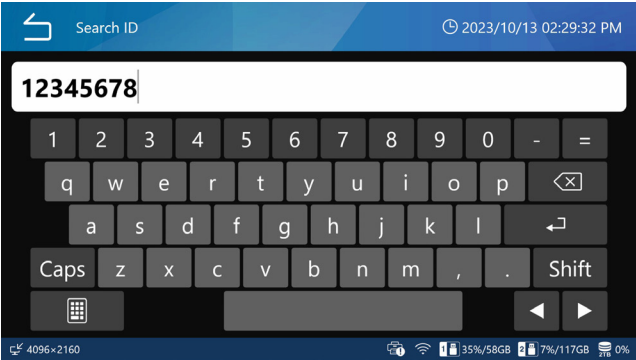 Search ID 2023/10/13 02:29:32 PM
12345678
1 2 3 4 5 6 7 8 9 0 - =
q w e r t y u i o p
a s d f g h j k l
Caps z x c v b n m , . Shift
4096×2160 1 35%/58GB 2 7%/117GB 2TB 0%